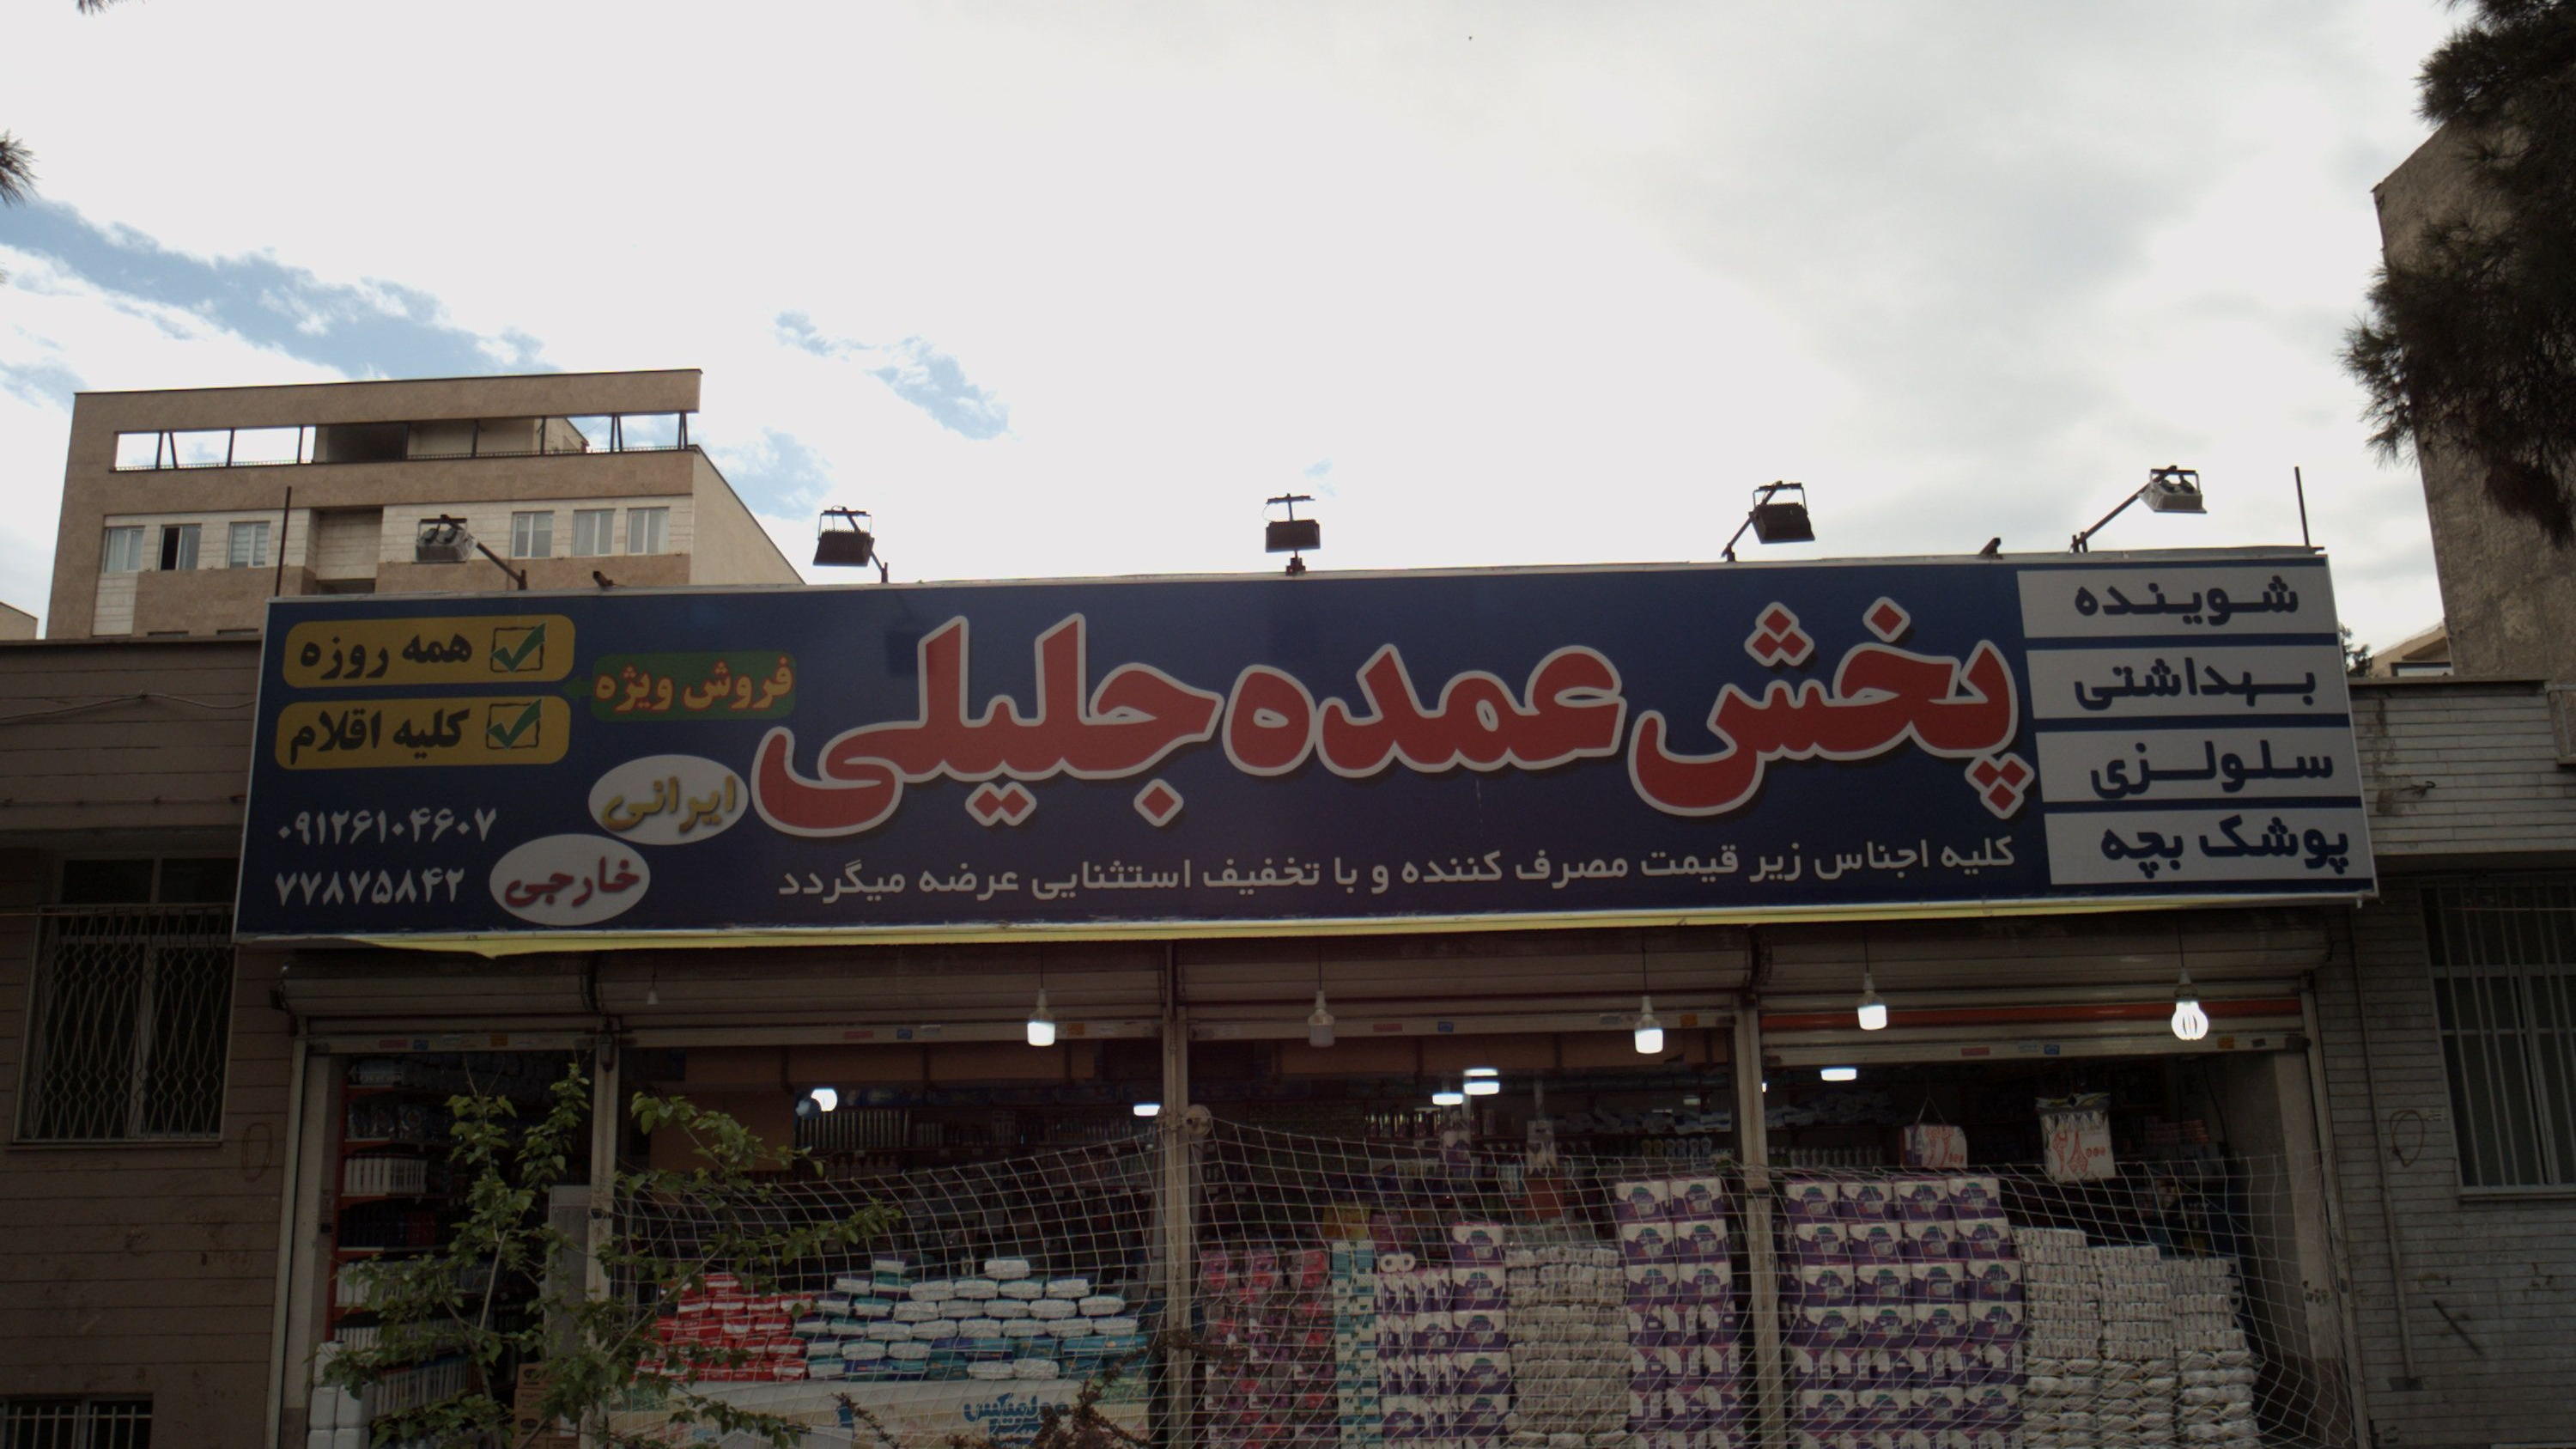 پخش عمده جلیلی
کلیه اجناس زیر قیمت مصرف کننده و با تخفیف استثنایی عرضه میگردد
شوینده
بهداشتی
سلولزی
پوشک بچه
فروش ویژه
همه روزه
کلیه اقلام
ایرانی
خارجی
۰۹۱۲۶۱۰۴۶۰۷
۷۷۸۷۵۸۴۲